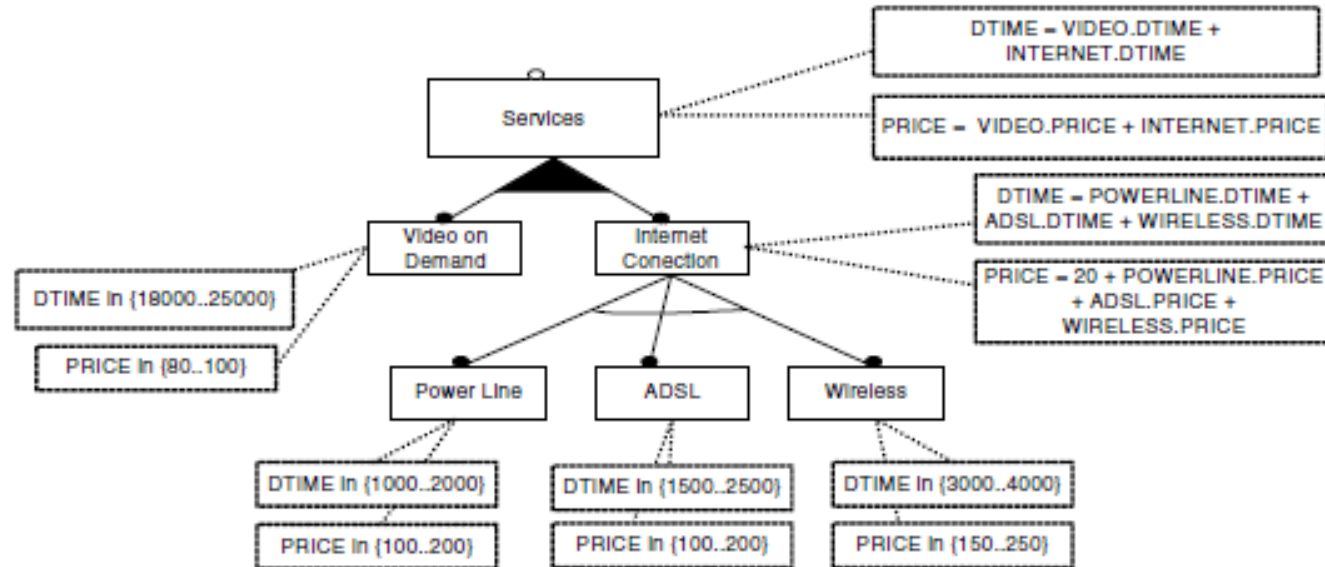 DTIME = VIDEO.DTIME +
INTERNET.DTIME
Services
PRICE = VIDEO.PRICE + INTERNET.PRICE
DTIME = POWERLINE.DTIME +
ADSL.DTIME + WIRELESS.DTIME
Video on
Demand
Internet
Conection
DTIME In {18000..25000}
PRICE = 20 + POWERLINE.PRICE
+ ADSL.PRICE +
WIRELESS.PRICE
PRICE In {80..100}
Power Line
ADSL
Wireless
DTIME In {1000..2000}
DTIME In {1500..2500}
DTIME In {3000..4000}
PRICE In {100..200}
PRICE In {100..200}
PRICE In {150..250}